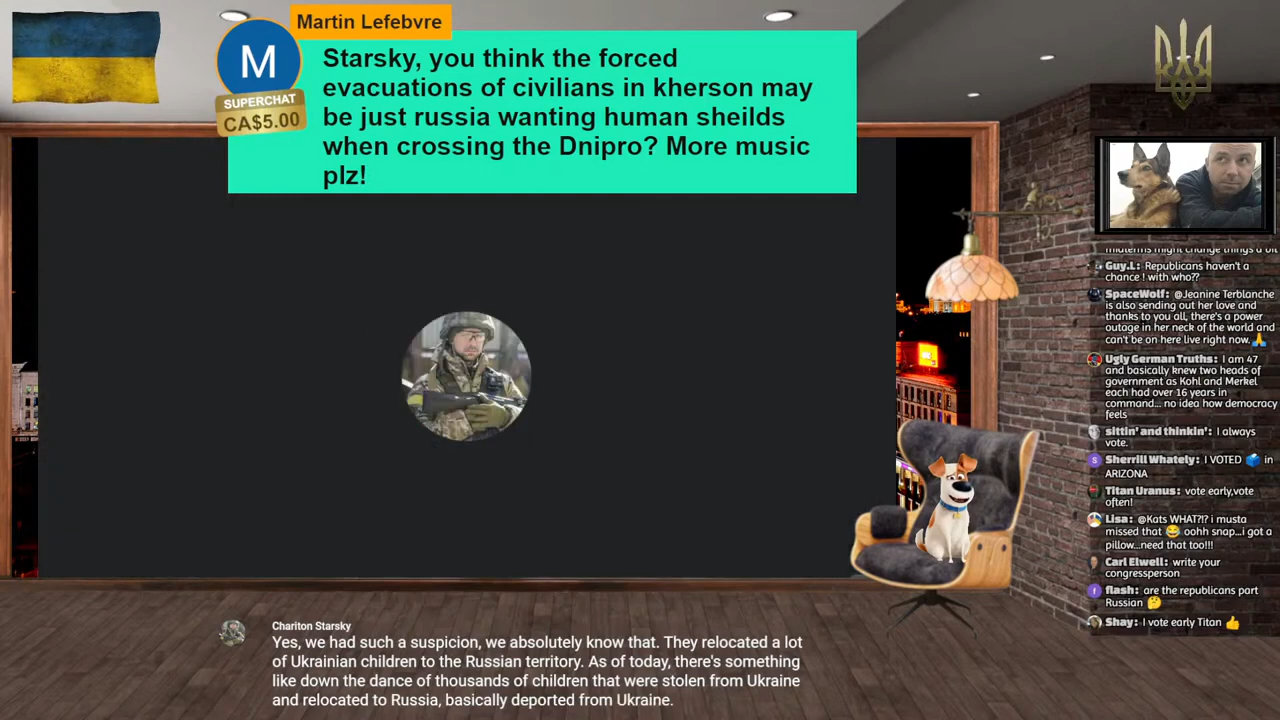 Martin Lefebvre
M
SUPERCHAT
CA$5.00
Starsky, you think the forced
evacuations of civilians in kherson may
be just russia wanting human sheilds
when crossing the Dnipro? More music
plz!
midterms might change things a bit
Guy.L: Republicans haven't a
chance ! with who??
SpaceWolf: @Jeanine Terblanche
is also sending out her love and
thanks to you all, there's a power
outage in her neck of the world and
can't be on here live right now.🙏
Ugly German Truths: I am 47
and basically knew two heads of
government as Kohl and Merkel
each had over 16 years in
command... no idea how democracy
feels
sittin' and thinkin': I always
vote.
S Sherrill Whately: I VOTED 🗳️ in
ARIZONA
Titan Uranus: vote early,vote
often!
Lisa: @Kats WHAT?!? i musta
missed that 😂 oohh snap...i got a
pillow...need that too!!!
Carl Elwell: write your
congressperson
f flash: are the republicans part
Russian 🤔
Shay: I vote early Titan 👍
Chariton Starsky
Yes, we had such a suspicion, we absolutely know that. They relocated a lot
of Ukrainian children to the Russian territory. As of today, there's something
like down the dance of thousands of children that were stolen from Ukraine
and relocated to Russia, basically deported from Ukraine.